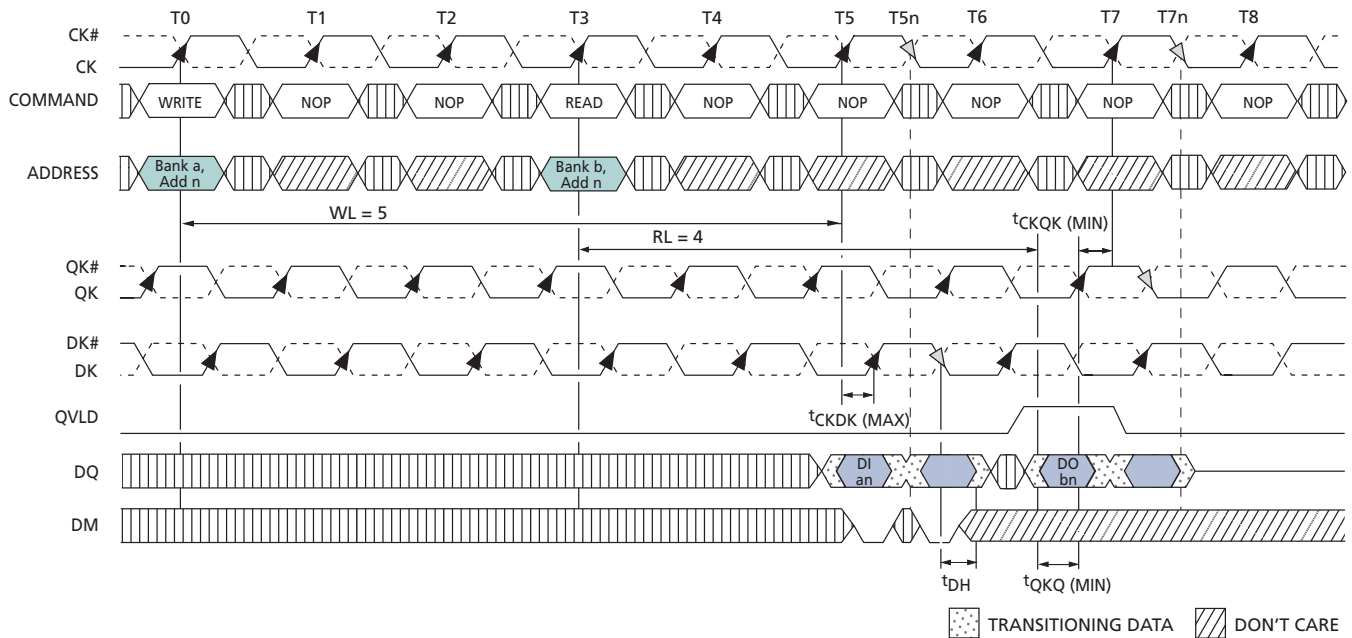 T0 T1 T2 T3 T4 T5 T5n T6 T7 T7n T8
CK#
CK
COMMAND WRITE NOP NOP READ NOP NOP NOP NOP NOP
ADDRESS Bank a, Add n Bank b, Add n
WL = 5
RL = 4
tCKQK (MIN)
QK#
QK
DK#
DK
tCKDK (MAX)
QVLD
DQ DI an DO bn
DM
tDH tQKQ (MIN)
TRANSITIONING DATA DON'T CARE